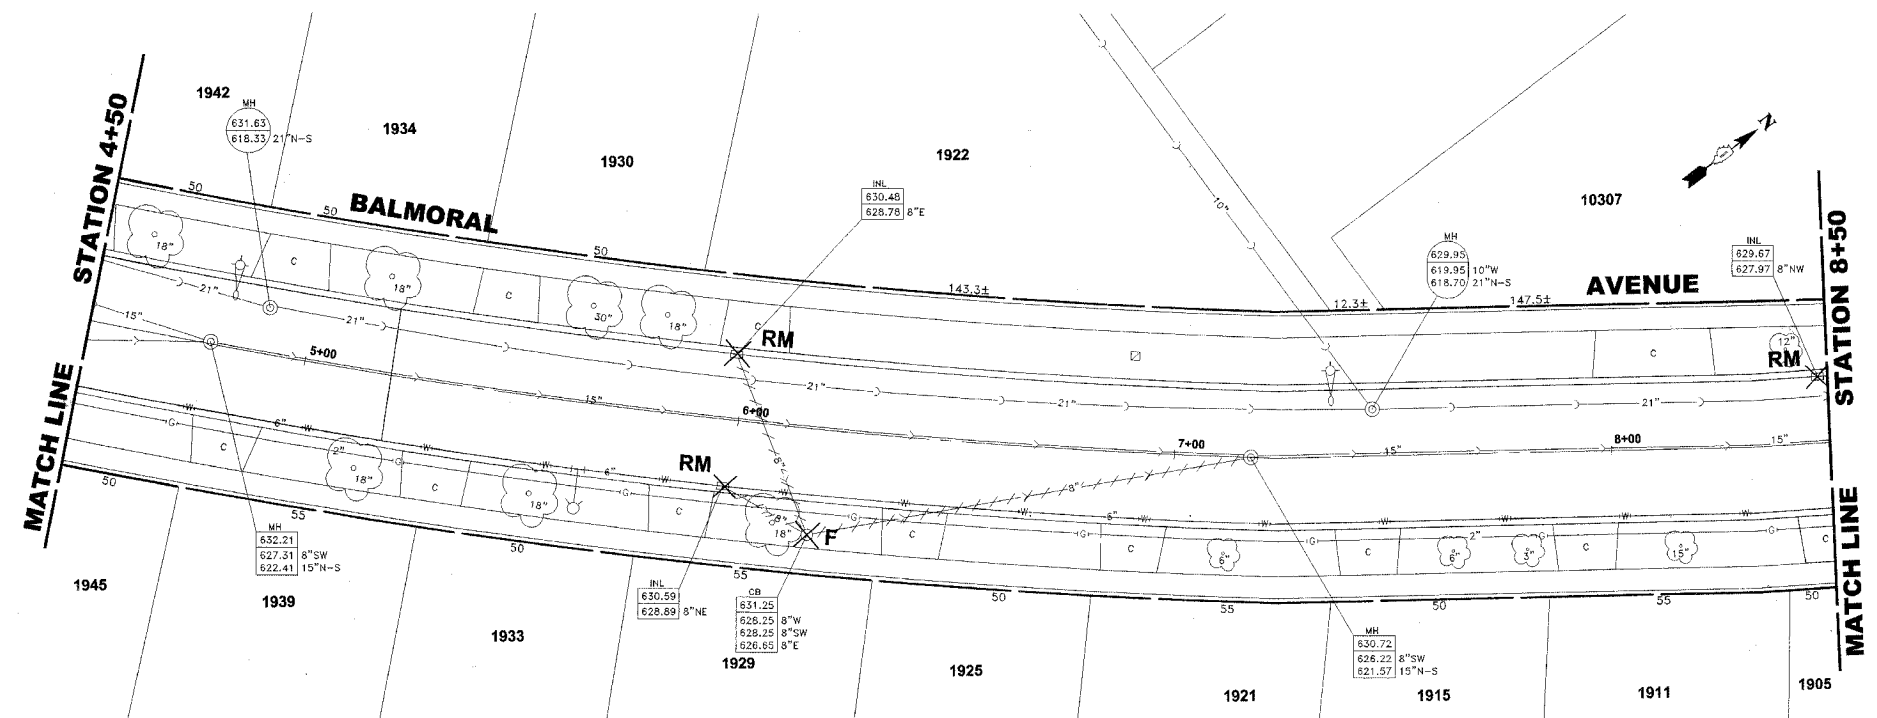 1942
MH
631.63
618.33 21"N-S
STATION 4+50
1934
1930
1922
N
10307
STATION 8+50
50
50
BALMORAL
50
INL
630.48
628.78 8"E
10"
MH
629.95
619.95 10"W
618.70 21"N-S
INL
629.67
627.97 8"NW
143.3±
12.3±
147.5±
AVENUE
18"
C
18"
C
30"
18"
C
RM
C
12"
RM
21"
21"
21"
21"
21"
15"
5+00
15"
6+00
7+00
15"
8+00
15"
MATCH LINE
W
6"
W
W
6"
W
W
W
W
6"
W
W
W
W
W
W
G
C
2"
18"
G
C
18"
G
RM
C
8"
8"
18"
G
F
C
8"
G
C
6"
G
C
2"
6"
3"
G
C
15"
G
C
50
55
50
55
50
55
50
55
50
MATCH LINE
MH
632.21
627.31 8"SW
622.41 15"N-S
INL
630.59
628.89 8"NE
CB
631.25
628.25 8"W
628.25 8"SW
626.65 8"E
MH
630.72
626.22 8"SW
621.57 15"N-S
1945
1939
1933
1929
1925
1921
1915
1911
1905